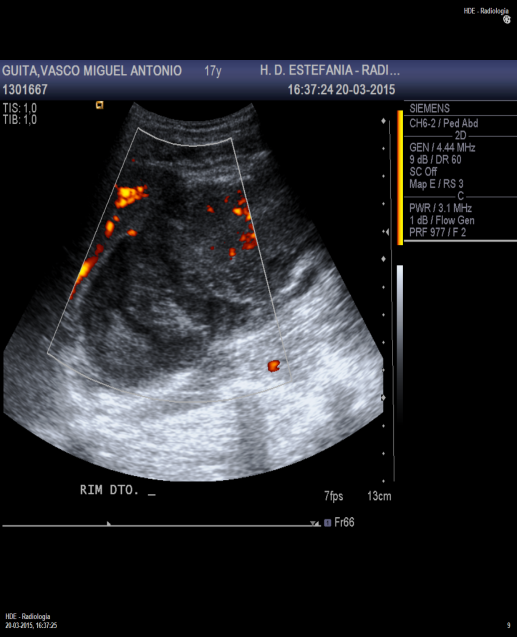 HDE - Radiologia
GUITA,VASCO MIGUEL ANTONIO 17y H. D. ESTEFANIA - RADI...
1301667 16:37:24 20-03-2015
TIS: 1,0
TIB: 1,0
SIEMENS
CH6-2 / Ped Abd
2D
GEN / 4.44 MHz
9 dB / DR 60
SC Off
Map E / RS 3
C
PWR / 3.1 MHz
1 dB / Flow Gen
PRF 977 / F 2
RIM DTO. _
7fps 13cm
Fr66
HDE - Radiologia
20-03-2015, 16:37:25 9